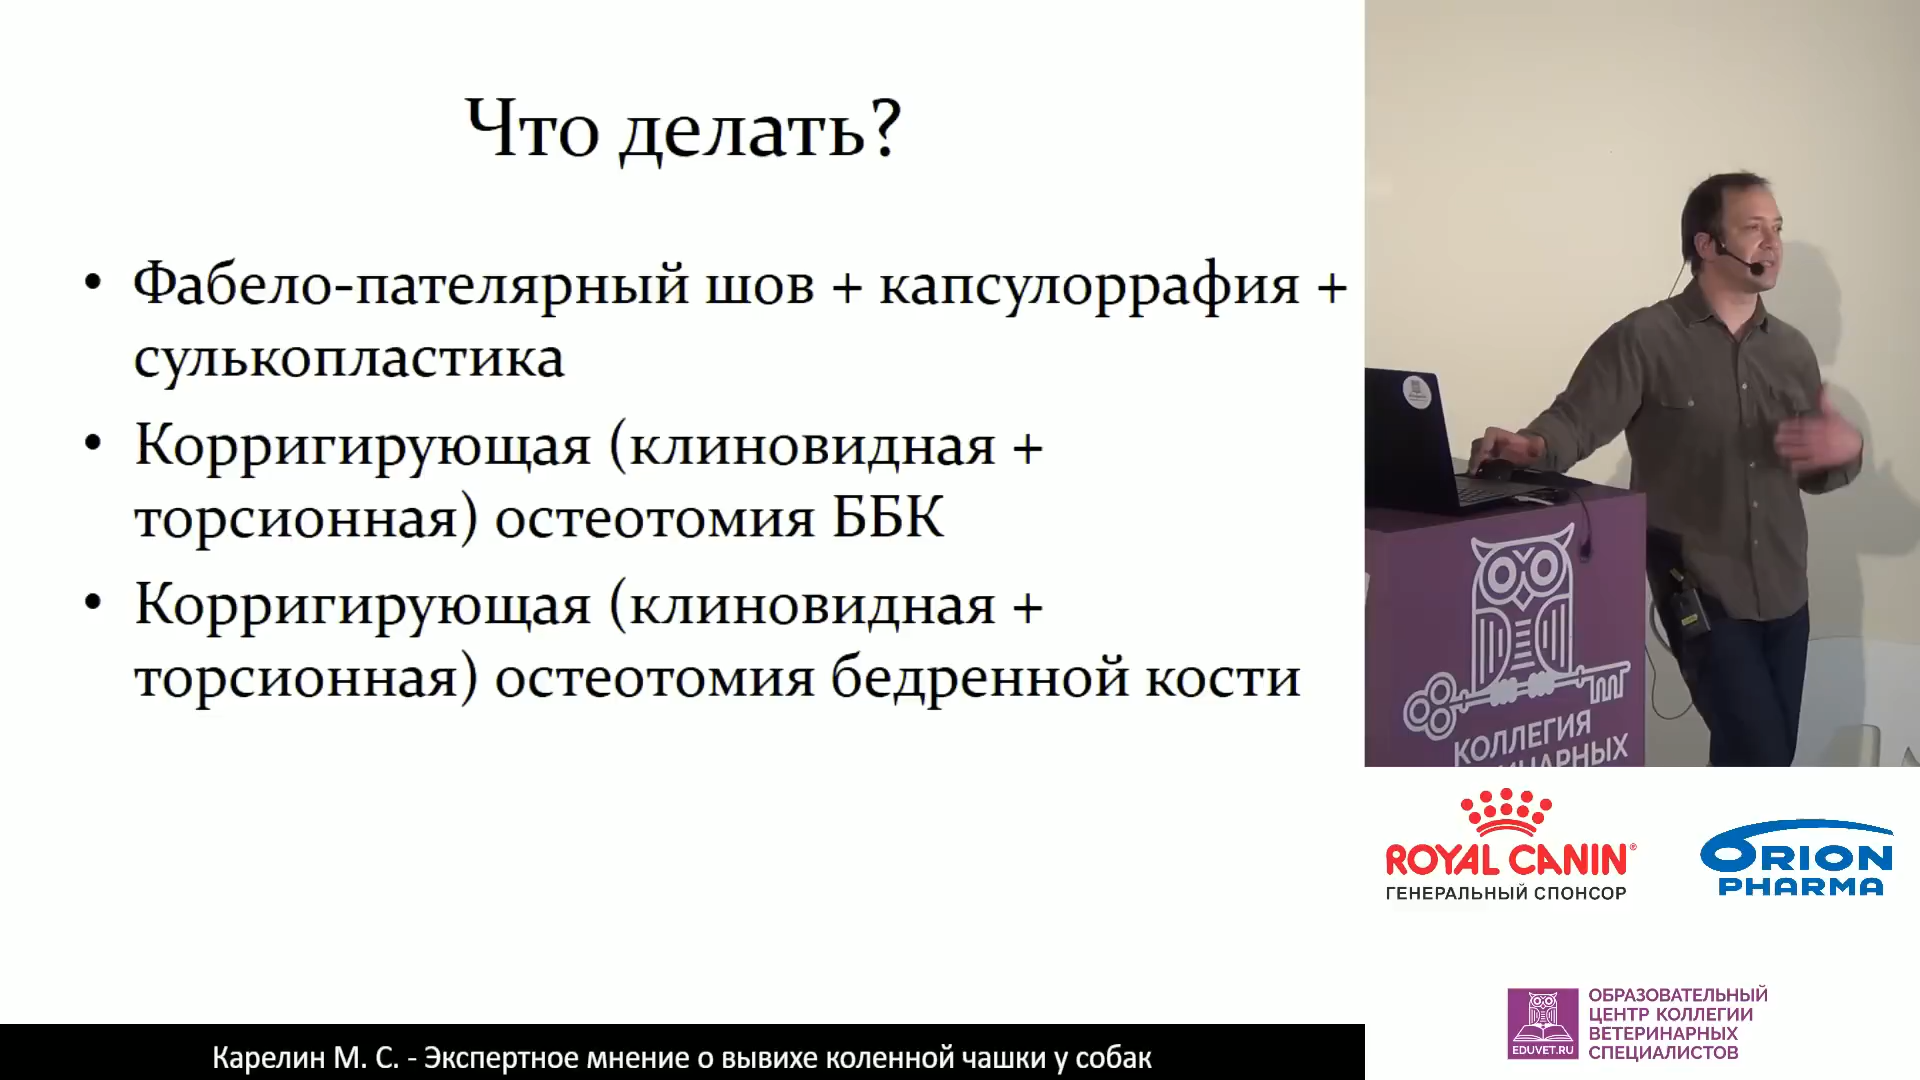 Что делать?
• Фабело-пателярный шов + капсулоррафия +
сулькопластика
• Корригирующая (клиновидная +
торсионная) остеотомия ББК
• Корригирующая (клиновидная +
торсионная) остеотомия бедренной кости
КОЛЛЕГИЯ
ROYAL CANIN®
ГЕНЕРАЛЬНЫЙ СПОНСОР
ORION
PHARMA
EDUVET.RU
ОБРАЗОВАТЕЛЬНЫЙ
ЦЕНТР КОЛЛЕГИИ
ВЕТЕРИНАРНЫХ
СПЕЦИАЛИСТОВ
Карелин М. С. - Экспертное мнение о вывихе коленной чашки у собак